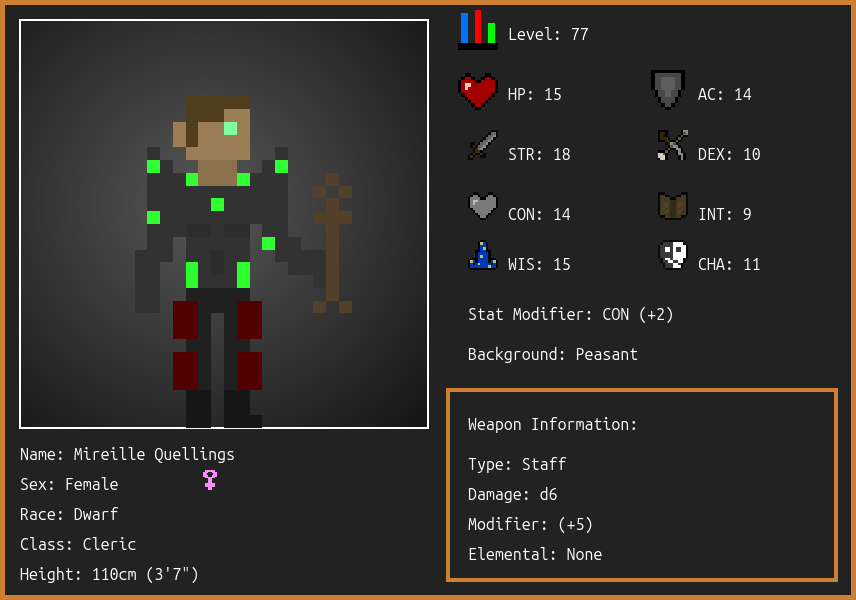 Level: 77
HP: 15
AC: 14
STR: 18
DEX: 10
CON: 14
INT: 9
WIS: 15
CHA: 11
Stat Modifier: CON (+2)
Background: Peasant
Weapon Information:
Type: Staff
Damage: d6
Modifier: (+5)
Elemental: None
Name: Mireille Quellings
Sex: Female
Race: Dwarf
Class: Cleric
Height: 110cm (3'7")